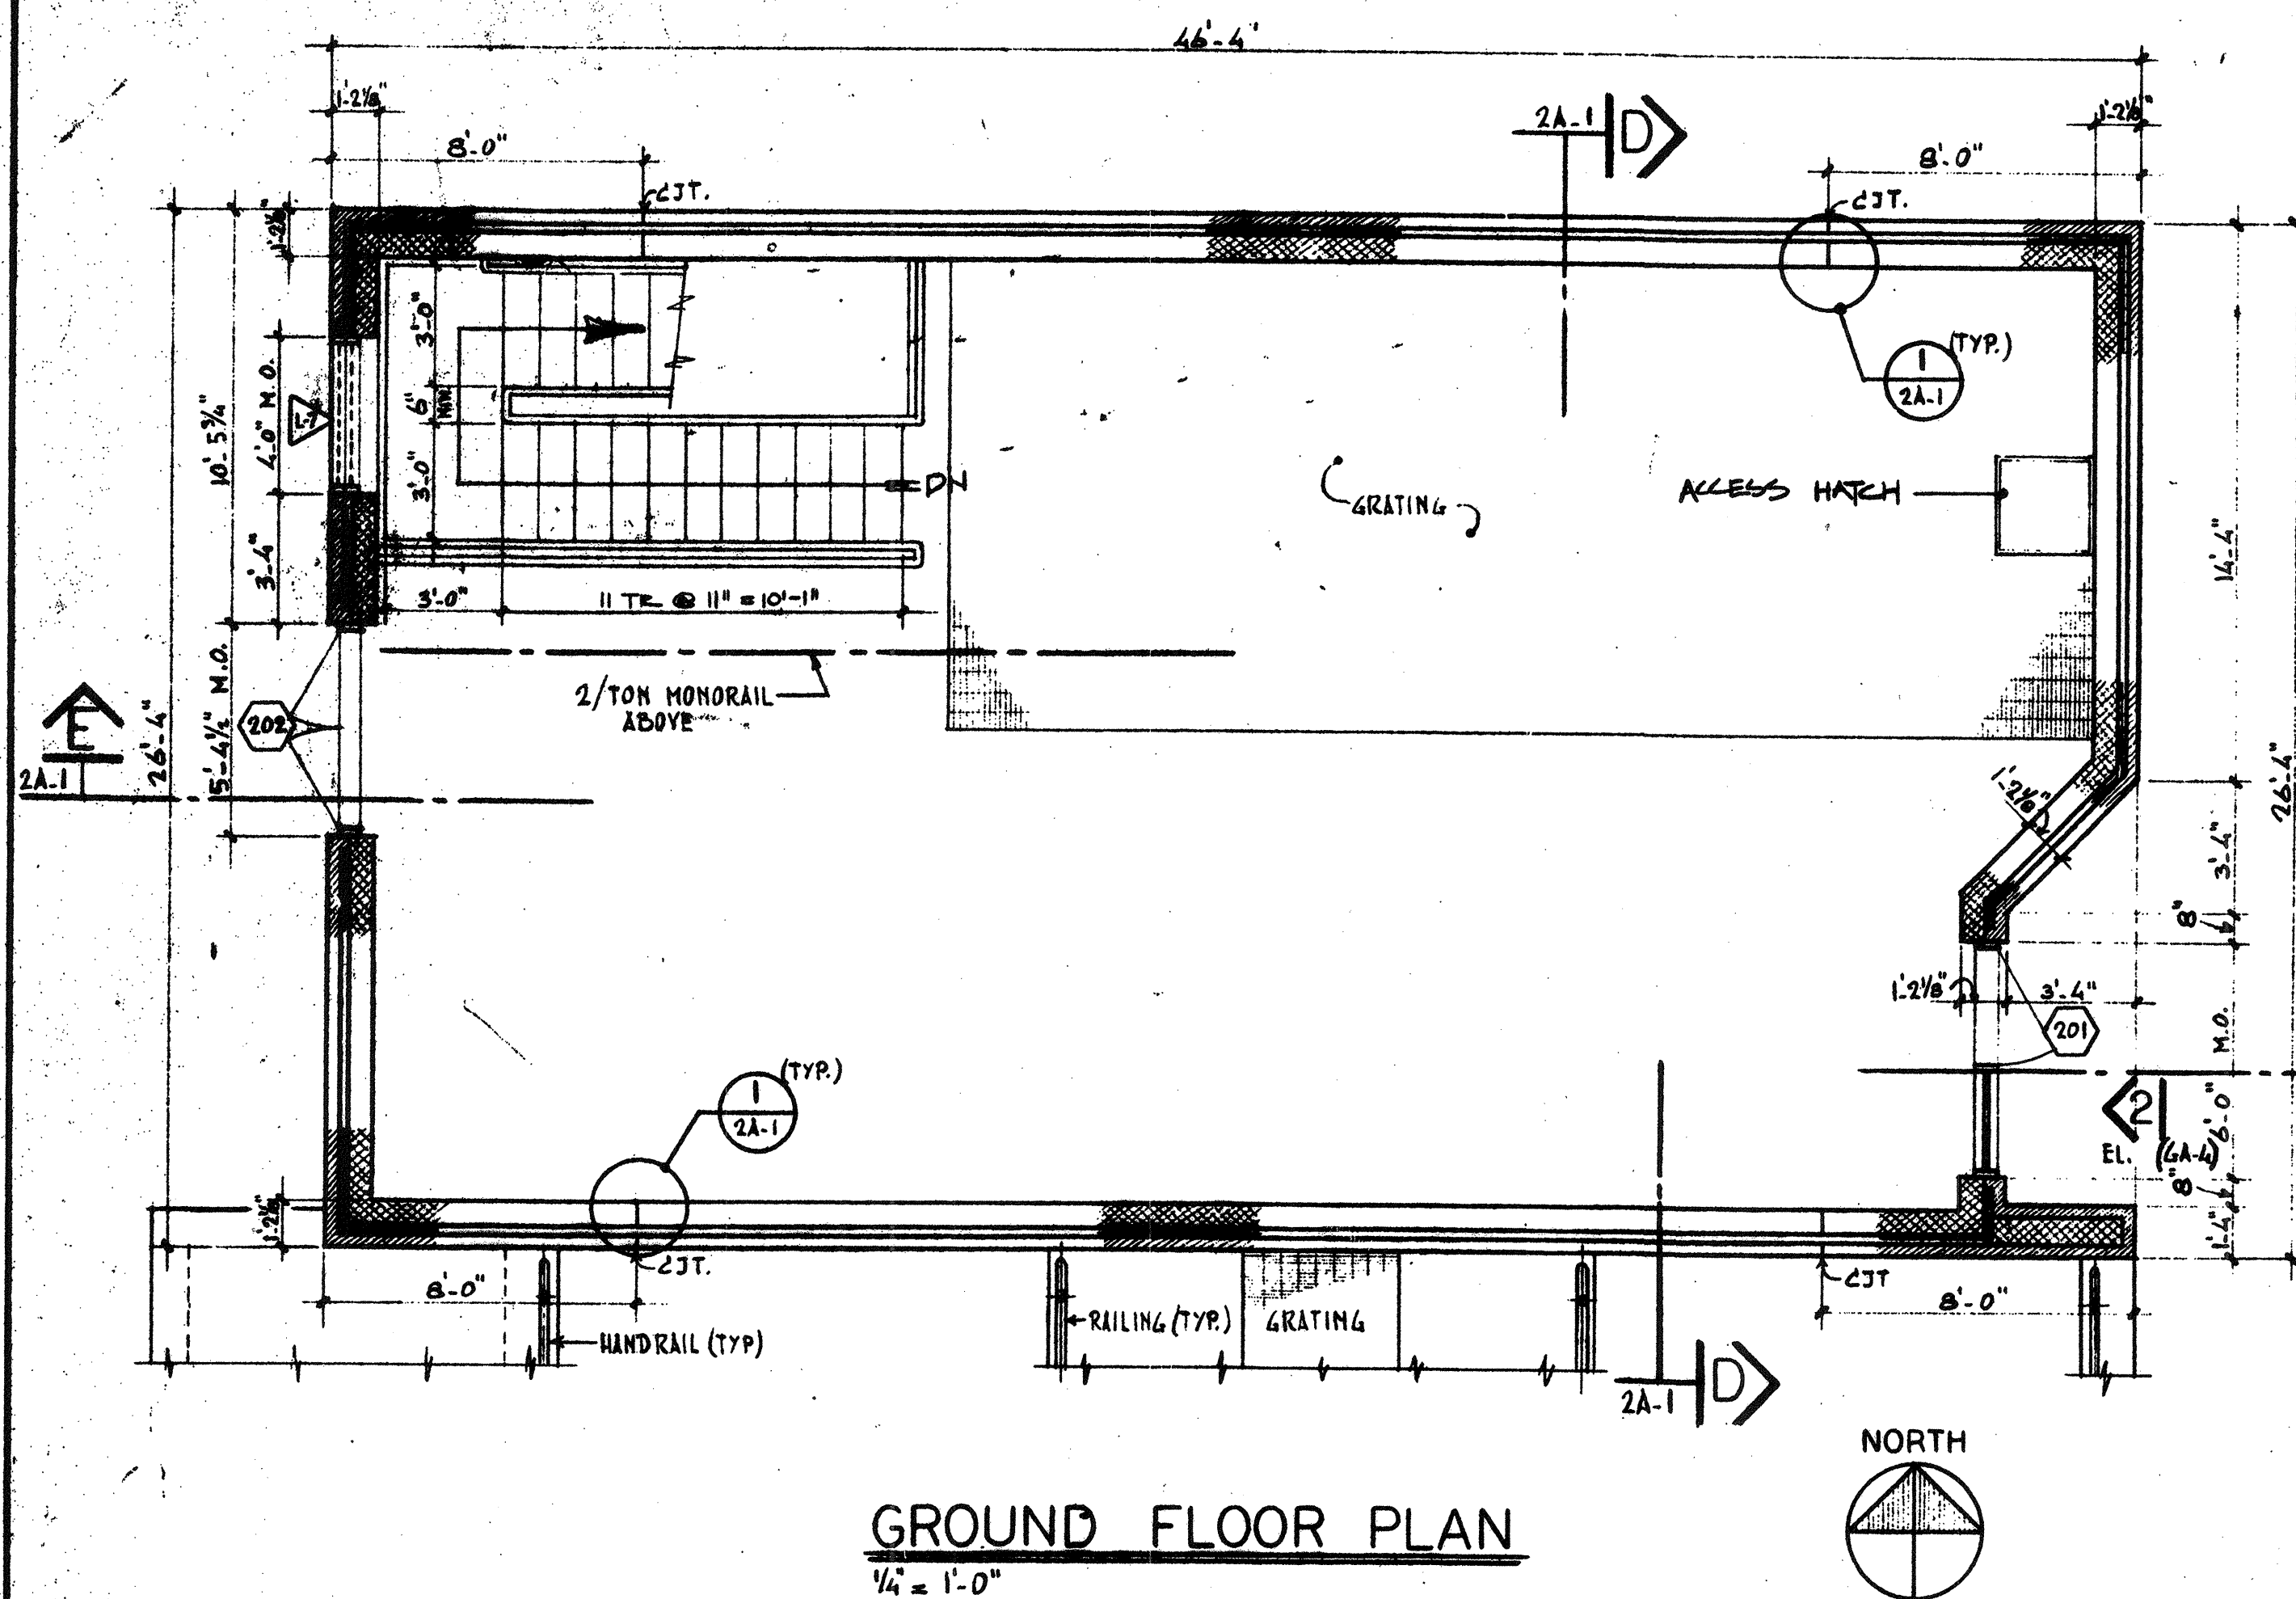 46'-4"
1'-2⅛"
8'-0"
CJT.
2A-1
D
1'-2⅛"
8'-0"
CJT.
1'-2⅛"
3'-0"
6"
MIN.
3'-0"
4'-0" M.O.
10'-5¾"
3'-4"
DN
3'-0"
11 TR @ 11" = 10'-1"
(TYP.)
1
2A-1
GRATING
ACCESS HATCH
14'-4"
2/TON MONORAIL
ABOVE
202
5'-4½" M.O.
26'-4"
E
2A-1
1'-2⅛"
26'-4"
3'-4"
8"
1'-2⅛"
3'-4"
201
6'-0" M.O.
2
EL. (GA-4)
8"
1'-4"
(TYP.)
1
2A-1
1'-2⅛"
CJT.
8'-0"
HANDRAIL (TYP)
RAILING (TYP.)
GRATING
CJT
8'-0"
2A-1
D
NORTH
GROUND FLOOR PLAN
¼" = 1'-0"